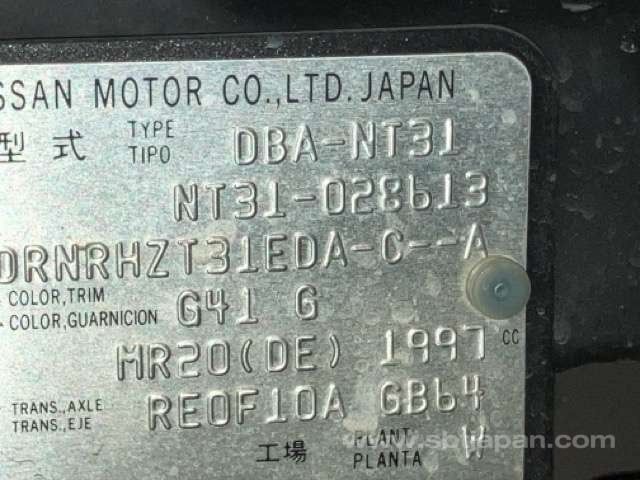 SSAN MOTOR CO.,LTD. JAPAN
型式 TYPE TIPO DBA-NT31
NT31-028613
DRNRHZT31EDA-C--A
COLOR,TRIM
COLOR,GUARNICION G41 G
MR20(DE) 1997 CC
TRANS.,AXLE
TRANS.,EJE RE0F10A GB64
工場 PLANT PLANTA W
www.sbtjapan.com